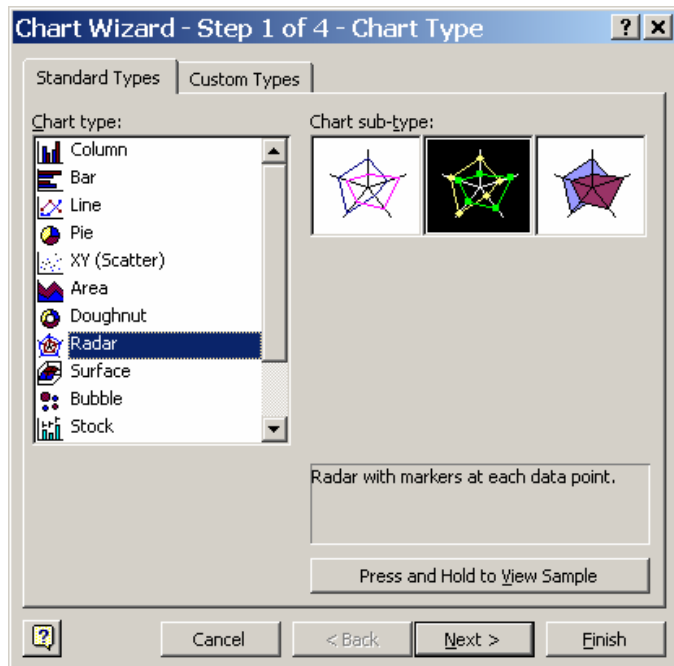 Chart Wizard - Step 1 of 4 - Chart Type
Standard Types
Custom Types
Chart type:
Column
Bar
Line
Pie
XY (Scatter)
Area
Doughnut
Radar
Surface
Bubble
Stock
Chart sub-type:
Radar with markers at each data point.
Press and Hold to View Sample
Cancel
< Back
Next >
Finish